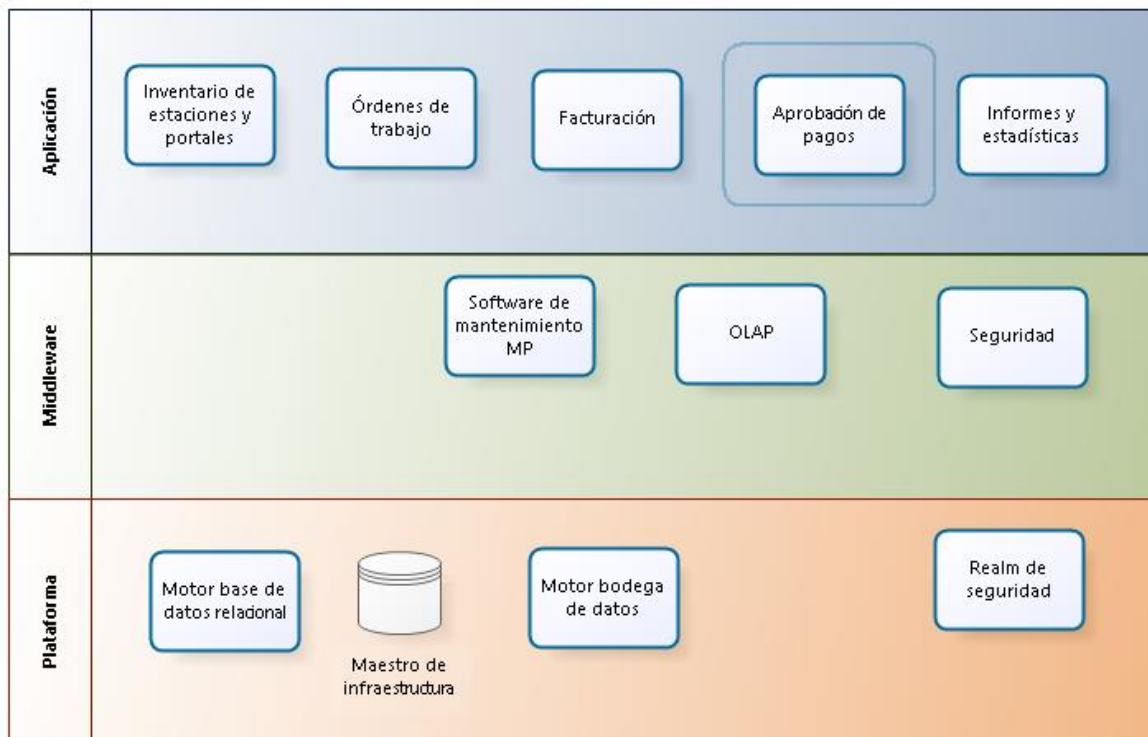 Aplicación
Inventario de
estaciones y
portales
Órdenes de
trabajo
Facturación
Aprobación de
pagos
Informes y
estadísticas
Middleware
Software de
mantenimiento
MP
OLAP
Seguridad
Plataforma
Motor base de
datos relacional
Maestro de
infraestructura
Motor bodega
de datos
Realm de
seguridad